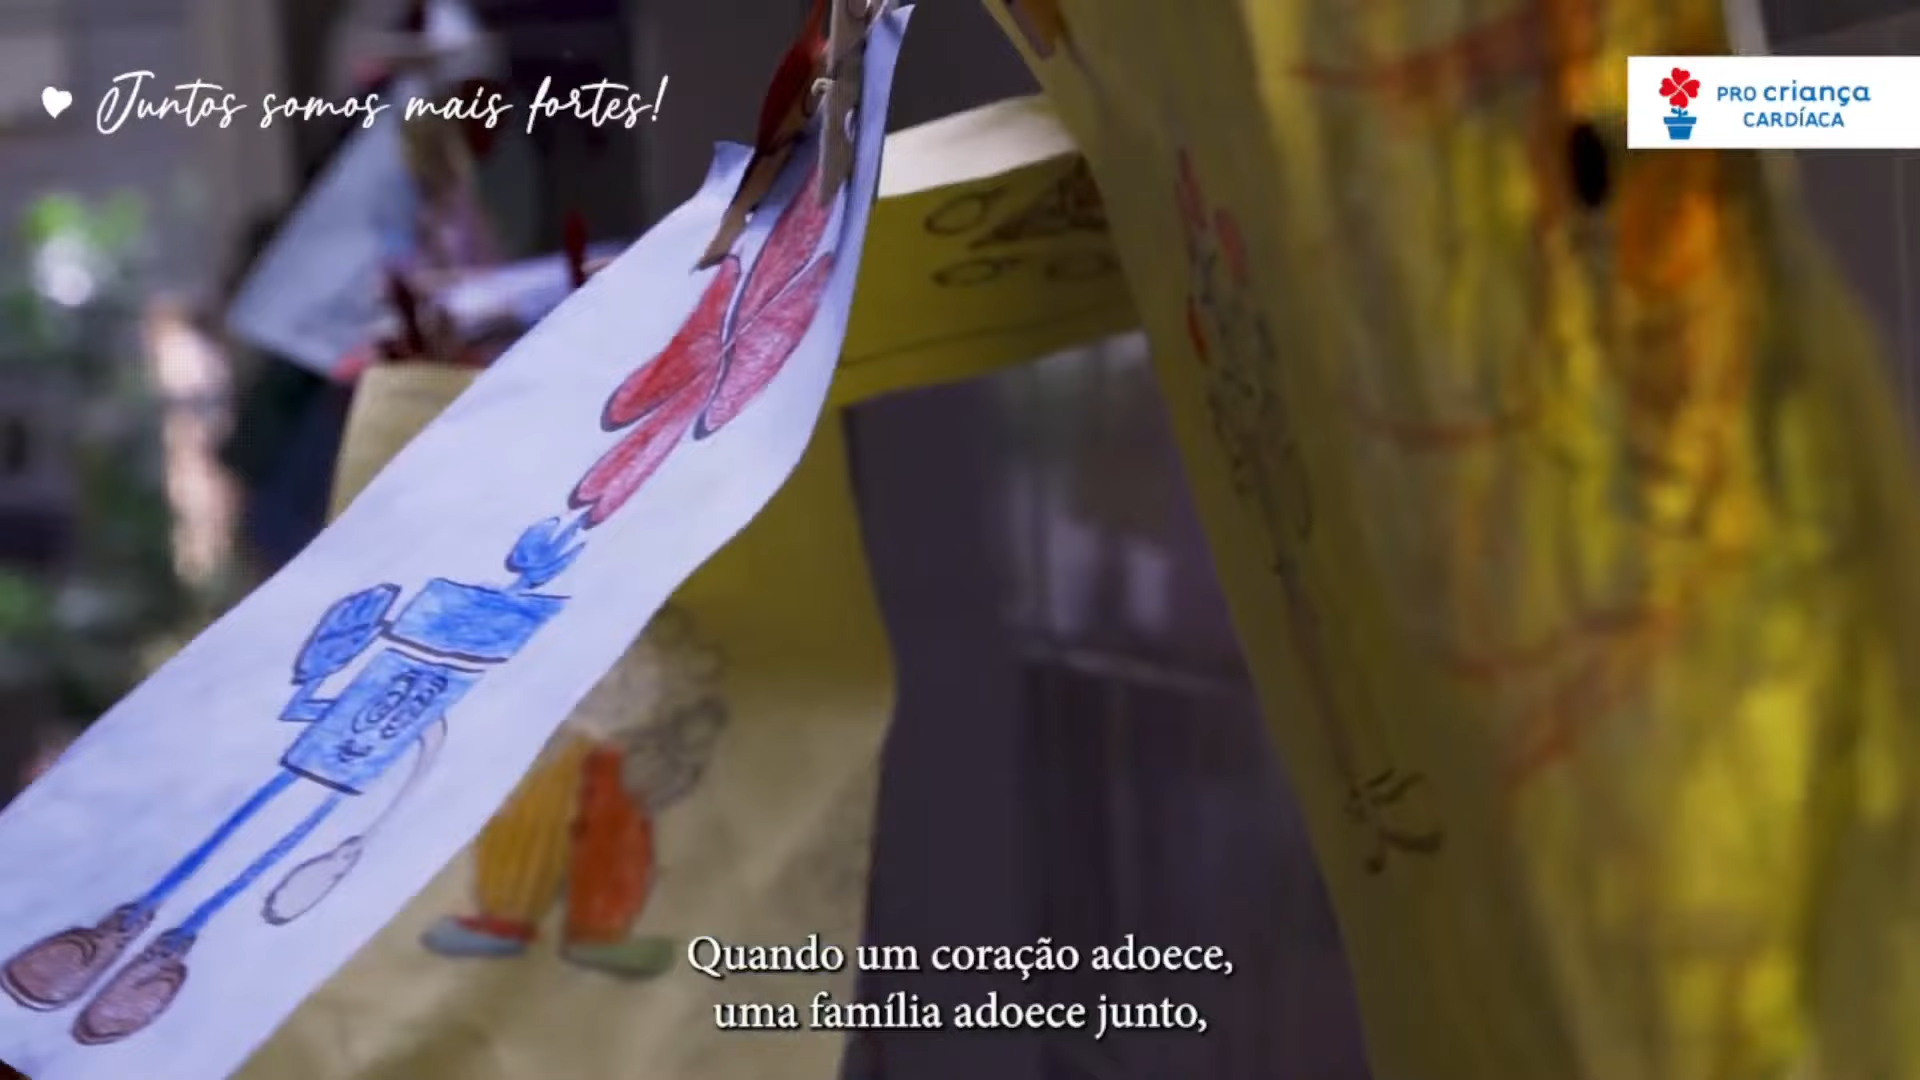 Juntos somos mais fortes!
PRO criança
CARDÍACA
Quando um coração adoece,
uma família adoece junto,